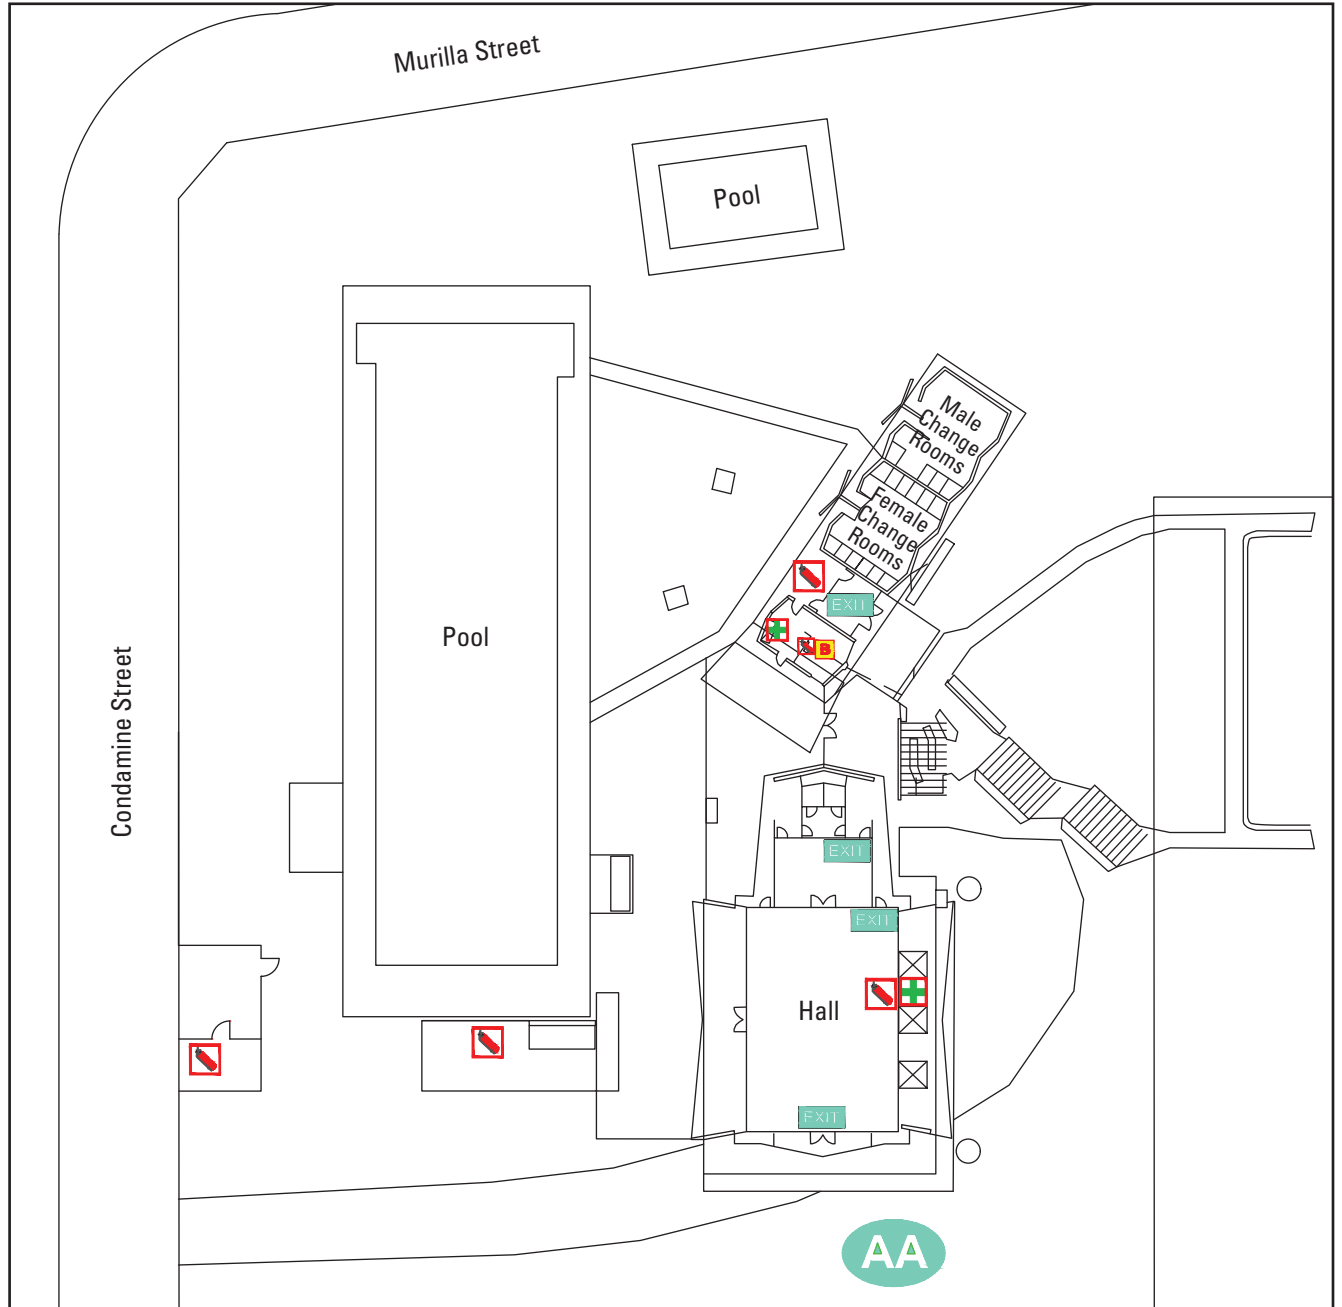 Murilla Street
Pool
Male
Change
Rooms
Female
Change
Rooms
EXIT
B
Pool
Condamine Street
EXIT
EXIT
Hall
EXIT
AA